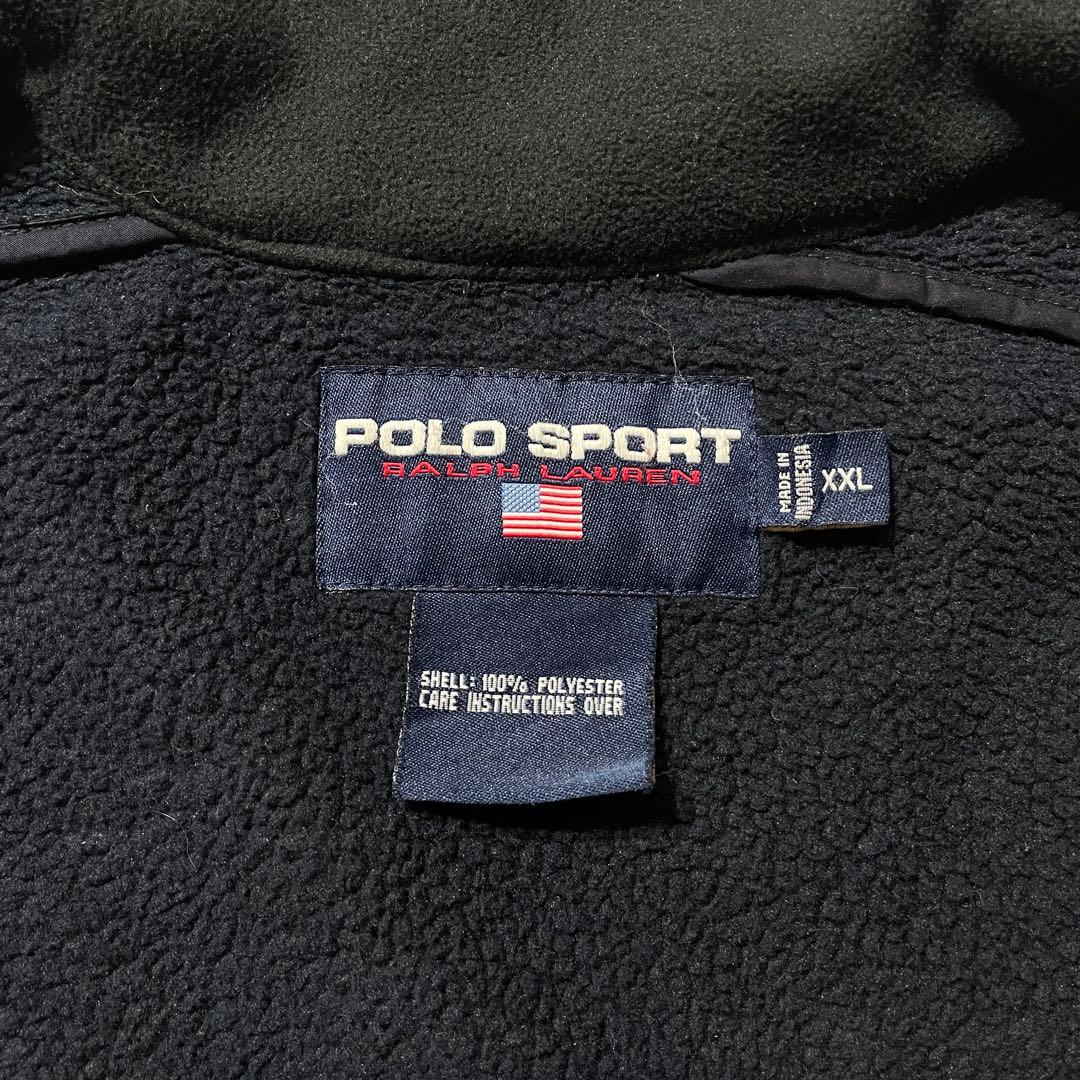 POLO SPORT
RALPH LAUREN
MADE IN
INDONESIA
XXL
SHELL: 100% POLYESTER
CARE INSTRUCTIONS OVER